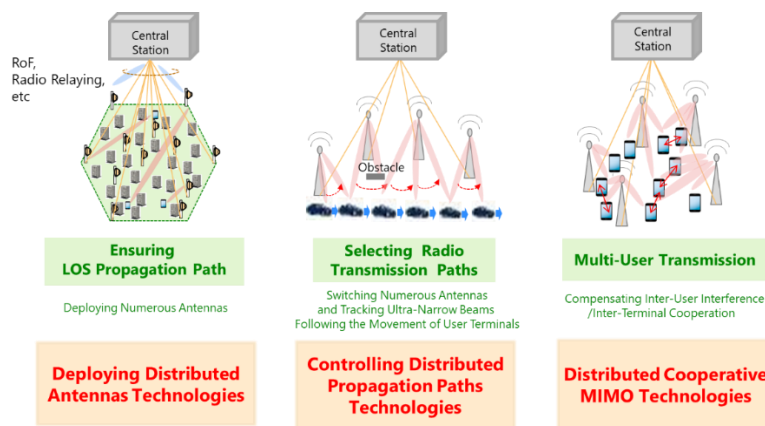 Central
Station
RoF,
Radio Relaying,
etc
Ensuring
LOS Propagation Path
Deploying Numerous Antennas
Deploying Distributed
Antennas Technologies
Central
Station
Obstacle
Selecting Radio
Transmission Paths
Switching Numerous Antennas
and Tracking Ultra-Narrow Beams
Following the Movement of User Terminals
Controlling Distributed
Propagation Paths
Technologies
Central
Station
Multi-User Transmission
Compensating Inter-User Interference
/Inter-Terminal Cooperation
Distributed Cooperative
MIMO Technologies